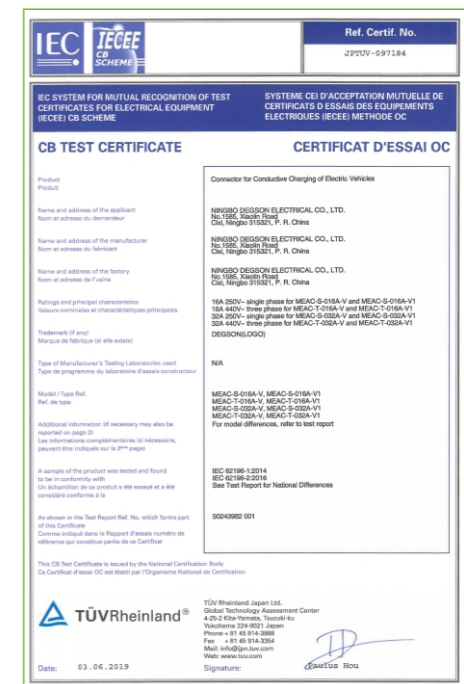 IEC
IECEE
CB
SCHEME
Ref. Certif. No.
JPTUV-097184
IEC SYSTEM FOR MUTUAL RECOGNITION OF TEST
CERTIFICATES FOR ELECTRICAL EQUIPMENT
(IECEE) CB SCHEME
SYSTEME CEI D'ACCEPTATION MUTUELLE DE
CERTIFICATS D ESSAIS DES EQUIPEMENTS
ELECTRIQUES (IECEE) METHODE OC
CB TEST CERTIFICATE
CERTIFICAT D'ESSAI OC
Product
Produit
Connector for Conductive Charging of Electric Vehicles
Name and address of the applicant
Nom et adresse du demandeur
NINGBO DEGSON ELECTRICAL CO., LTD.
No.1585, Xiaolin Road
Cixi, Ningbo 315321, P. R. China
Name and address of the manufacturer
Nom et adresse du fabricant
NINGBO DEGSON ELECTRICAL CO., LTD.
No.1585, Xiaolin Road
Cixi, Ningbo 315321, P. R. China
Name and address of the factory
Nom et adresse de l'usine
NINGBO DEGSON ELECTRICAL CO., LTD.
No.1585, Xiaolin Road
Cixi, Ningbo 315321, P. R. China
Ratings and principal characteristics
Valeurs nominales et charactéristiques principales
16A 250V~ single phase for MEAC-S-016A-V and MEAC-S-016A-V1
16A 440V~ three phase for MEAC-T-016A-V and MEAC-T-016A-V1
32A 250V~ single phase for MEAC-S-032A-V and MEAC-S-032A-V1
32A 440V~ three phase for MEAC-T-032A-V and MEAC-T-032A-V1
Trademark (if any)
Marque de fabrique (si elle existe)
DEGSON(LOGO)
Type of Manufacturer's Testing Laboratories used
Type de programme du laboratoire d'essais constructeur
N/A
Model / Type Ref.
Ref. de type
MEAC-S-016A-V, MEAC-S-016A-V1
MEAC-T-016A-V, MEAC-T-016A-V1
MEAC-S-032A-V, MEAC-S-032A-V1
MEAC-T-032A-V, MEAC-T-032A-V1
Additional information (if necessary may also be
reported on page 2)
Les informations complémentaires (si nécessaire,
peuvent être indiqués sur la 2ème page)
For model differences, refer to test report
A sample of the product was tested and found
to be in conformity with
Un échantillon de ce produit a été essayé et a été
considéré conforme à la
IEC 62196-1:2014
IEC 62196-2:2016
See Test Report for National Differences
As shown in the Test Report Ref. No. which forms part
of this Certificate
Comme indiqué dans le Rapport d'essais numéro de
référence qui constitue partie de ce Certificat
50243982 001
This CB Test Certificate is issued by the National Certification Body
Ce Certificat d'essai OC est établi par l'Organisme National de Certification
TÜVRheinland®
TÜV Rheinland Japan Ltd.
Global Technology Assessment Center
4-25-2 Kita-Yamata, Tsuzuki-ku
Yokohama 224-0021 Japan
Phone + 81 45 914-3888
Fax + 81 45 914-3354
Mail: info@jpn.tuv.com
Web: www.tuv.com
Date: 03.06.2019
Signature:
Paulus Hou